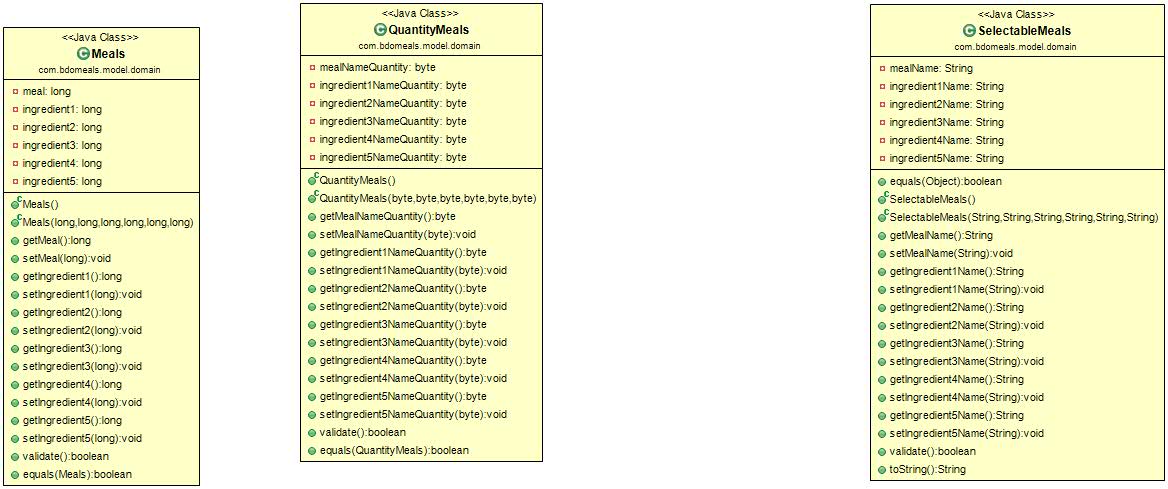 <<Java Class>>
Meals
com.bdomeals.model.domain
meal: long
ingredient1: long
ingredient2: long
ingredient3: long
ingredient4: long
ingredient5: long
Meals()
Meals(long,long,long,long,long,long)
getMeal():long
setMeal(long):void
getIngredient1():long
setIngredient1(long):void
getIngredient2():long
setIngredient2(long):void
getIngredient3():long
setIngredient3(long):void
getIngredient4():long
setIngredient4(long):void
getIngredient5():long
setIngredient5(long):void
validate():boolean
equals(Meals):boolean
<<Java Class>>
QuantityMeals
com.bdomeals.model.domain
mealNameQuantity: byte
ingredient1NameQuantity: byte
ingredient2NameQuantity: byte
ingredient3NameQuantity: byte
ingredient4NameQuantity: byte
ingredient5NameQuantity: byte
QuantityMeals()
QuantityMeals(byte,byte,byte,byte,byte,byte)
getMealNameQuantity():byte
setMealNameQuantity(byte):void
getIngredient1NameQuantity():byte
setIngredient1NameQuantity(byte):void
getIngredient2NameQuantity():byte
setIngredient2NameQuantity(byte):void
getIngredient3NameQuantity():byte
setIngredient3NameQuantity(byte):void
getIngredient4NameQuantity():byte
setIngredient4NameQuantity(byte):void
getIngredient5NameQuantity():byte
setIngredient5NameQuantity(byte):void
validate():boolean
equals(QuantityMeals):boolean
<<Java Class>>
SelectableMeals
com.bdomeals.model.domain
mealName: String
ingredient1Name: String
ingredient2Name: String
ingredient3Name: String
ingredient4Name: String
ingredient5Name: String
equals(Object):boolean
SelectableMeals()
SelectableMeals(String,String,String,String,String,String)
getMealName():String
setMealName(String):void
getIngredient1Name():String
setIngredient1Name(String):void
getIngredient2Name():String
setIngredient2Name(String):void
getIngredient3Name():String
setIngredient3Name(String):void
getIngredient4Name():String
setIngredient4Name(String):void
getIngredient5Name():String
setIngredient5Name(String):void
validate():boolean
toString():String